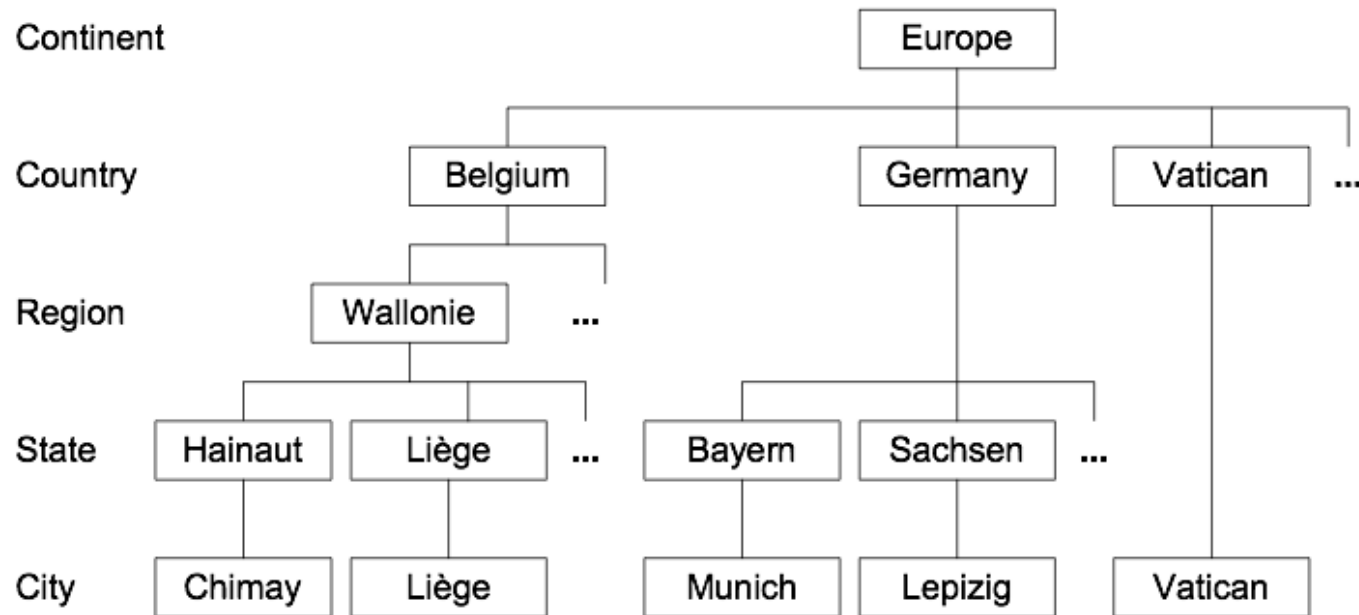 Continent Europe
Country Belgium Germany Vatican ...
Region Wallonie ...
State Hainaut Liège ... Bayern Sachsen ...
City Chimay Liège Munich Lepizig Vatican